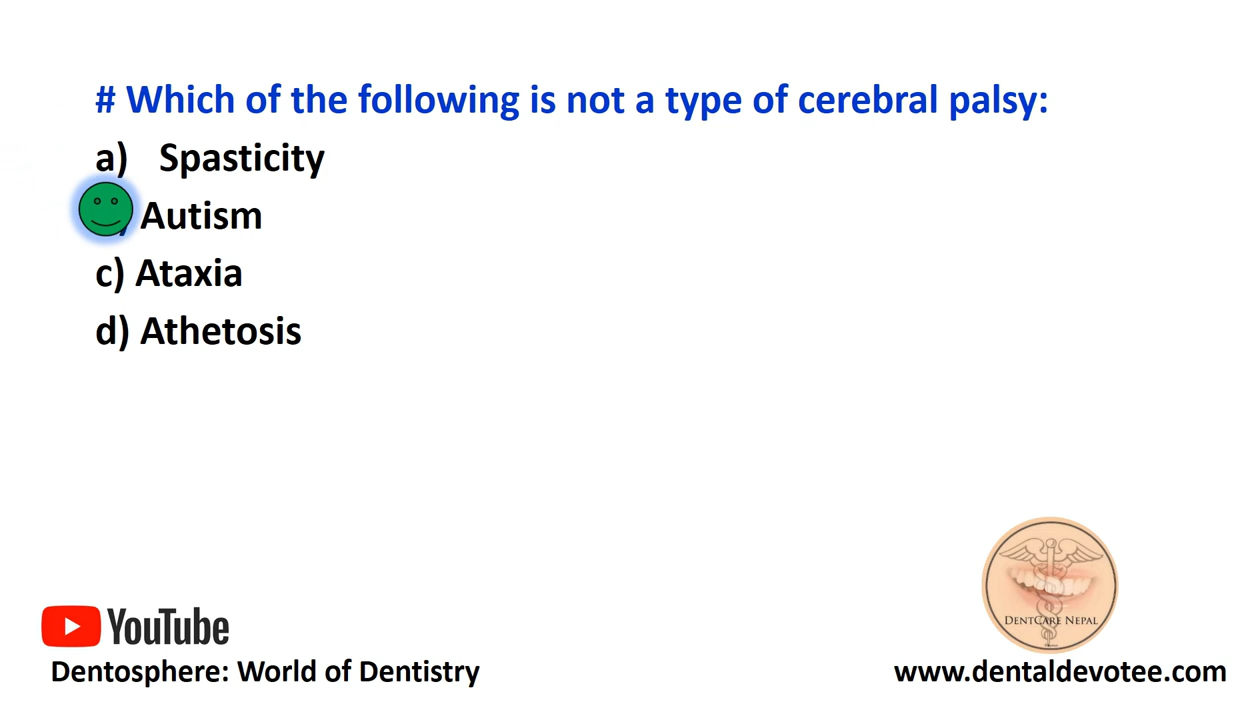 # Which of the following is not a type of cerebral palsy:
a) Spasticity
) Autism
c) Ataxia
d) Athetosis
DENTCARE NEPAL
YouTube
Dentosphere: World of Dentistry
www.dentaldevotee.com